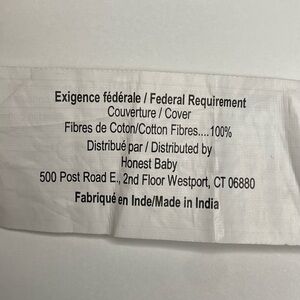 Exigence fédérale / Federal Requirement
Couverture / Cover
Fibres de Coton/Cotton Fibres....100%
Distribué par / Distributed by
Honest Baby
500 Post Road E., 2nd Floor Westport, CT 06880
Fabriqué en Inde/Made in India